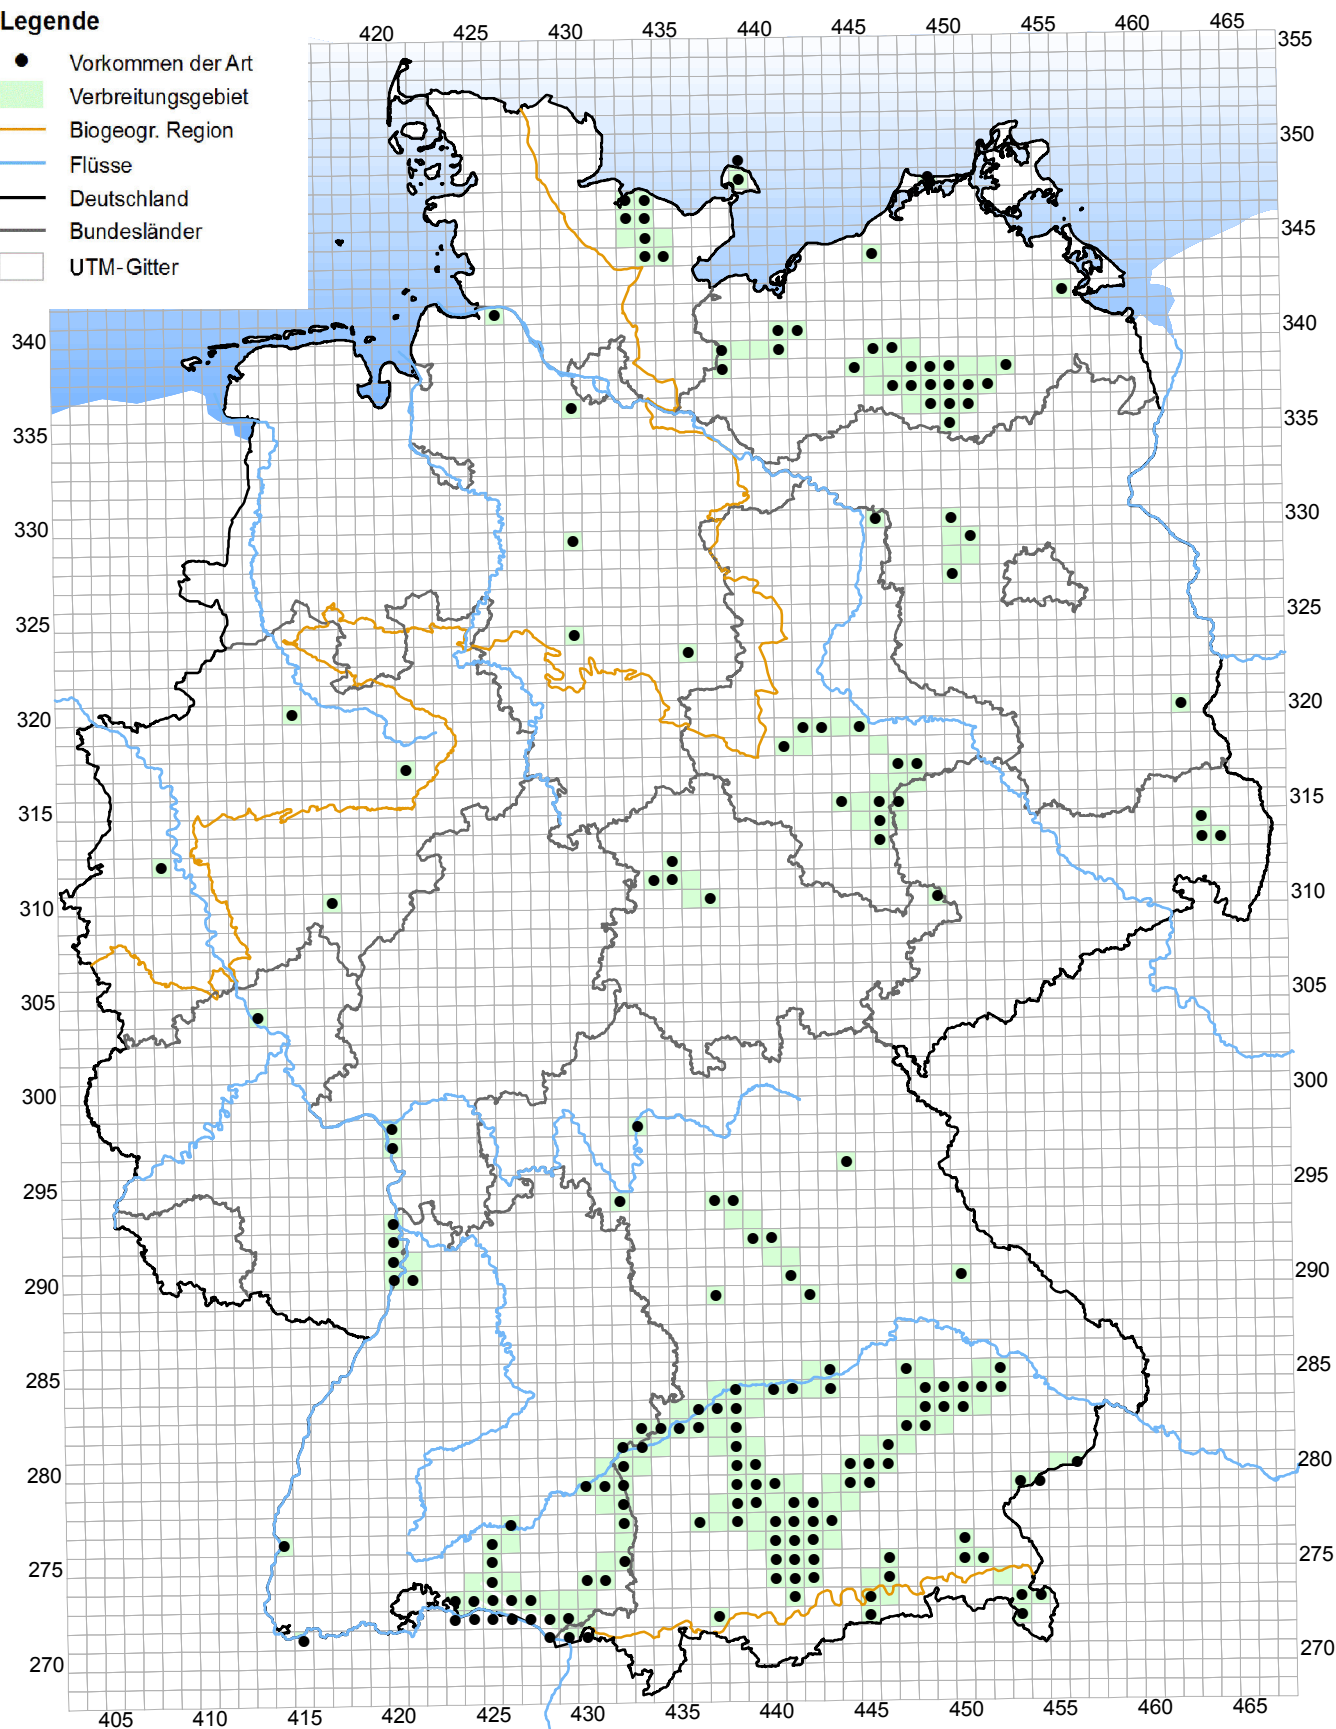 Legende
Vorkommen der Art
Verbreitungsgebiet
Biogeogr. Region
Flüsse
Deutschland
Bundesländer
UTM-Gitter
420 425 430 435 440 445 450 455 460 465
355
350
345
340 340
335 335
330 330
325 325
320 320
315 315
310 310
305 305
300 300
295 295
290 290
285 285
280 280
275 275
270 270
405 410 415 420 425 430 435 440 445 450 455 460 465